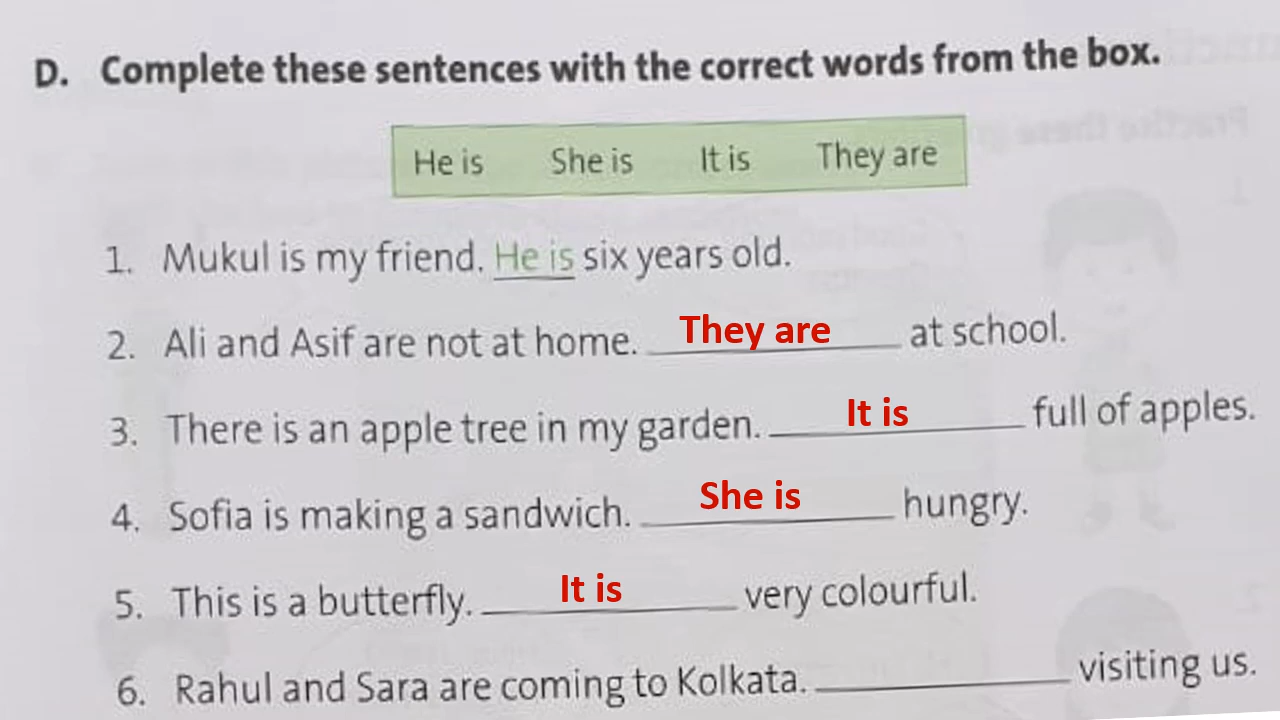 D. Complete these sentences with the correct words from the box.
He is She is It is They are
1. Mukul is my friend. He is six years old.
2. Ali and Asif are not at home. They are at school.
3. There is an apple tree in my garden. It is full of apples.
4. Sofia is making a sandwich. She is hungry.
5. This is a butterfly. It is very colourful.
6. Rahul and Sara are coming to Kolkata. visiting us.